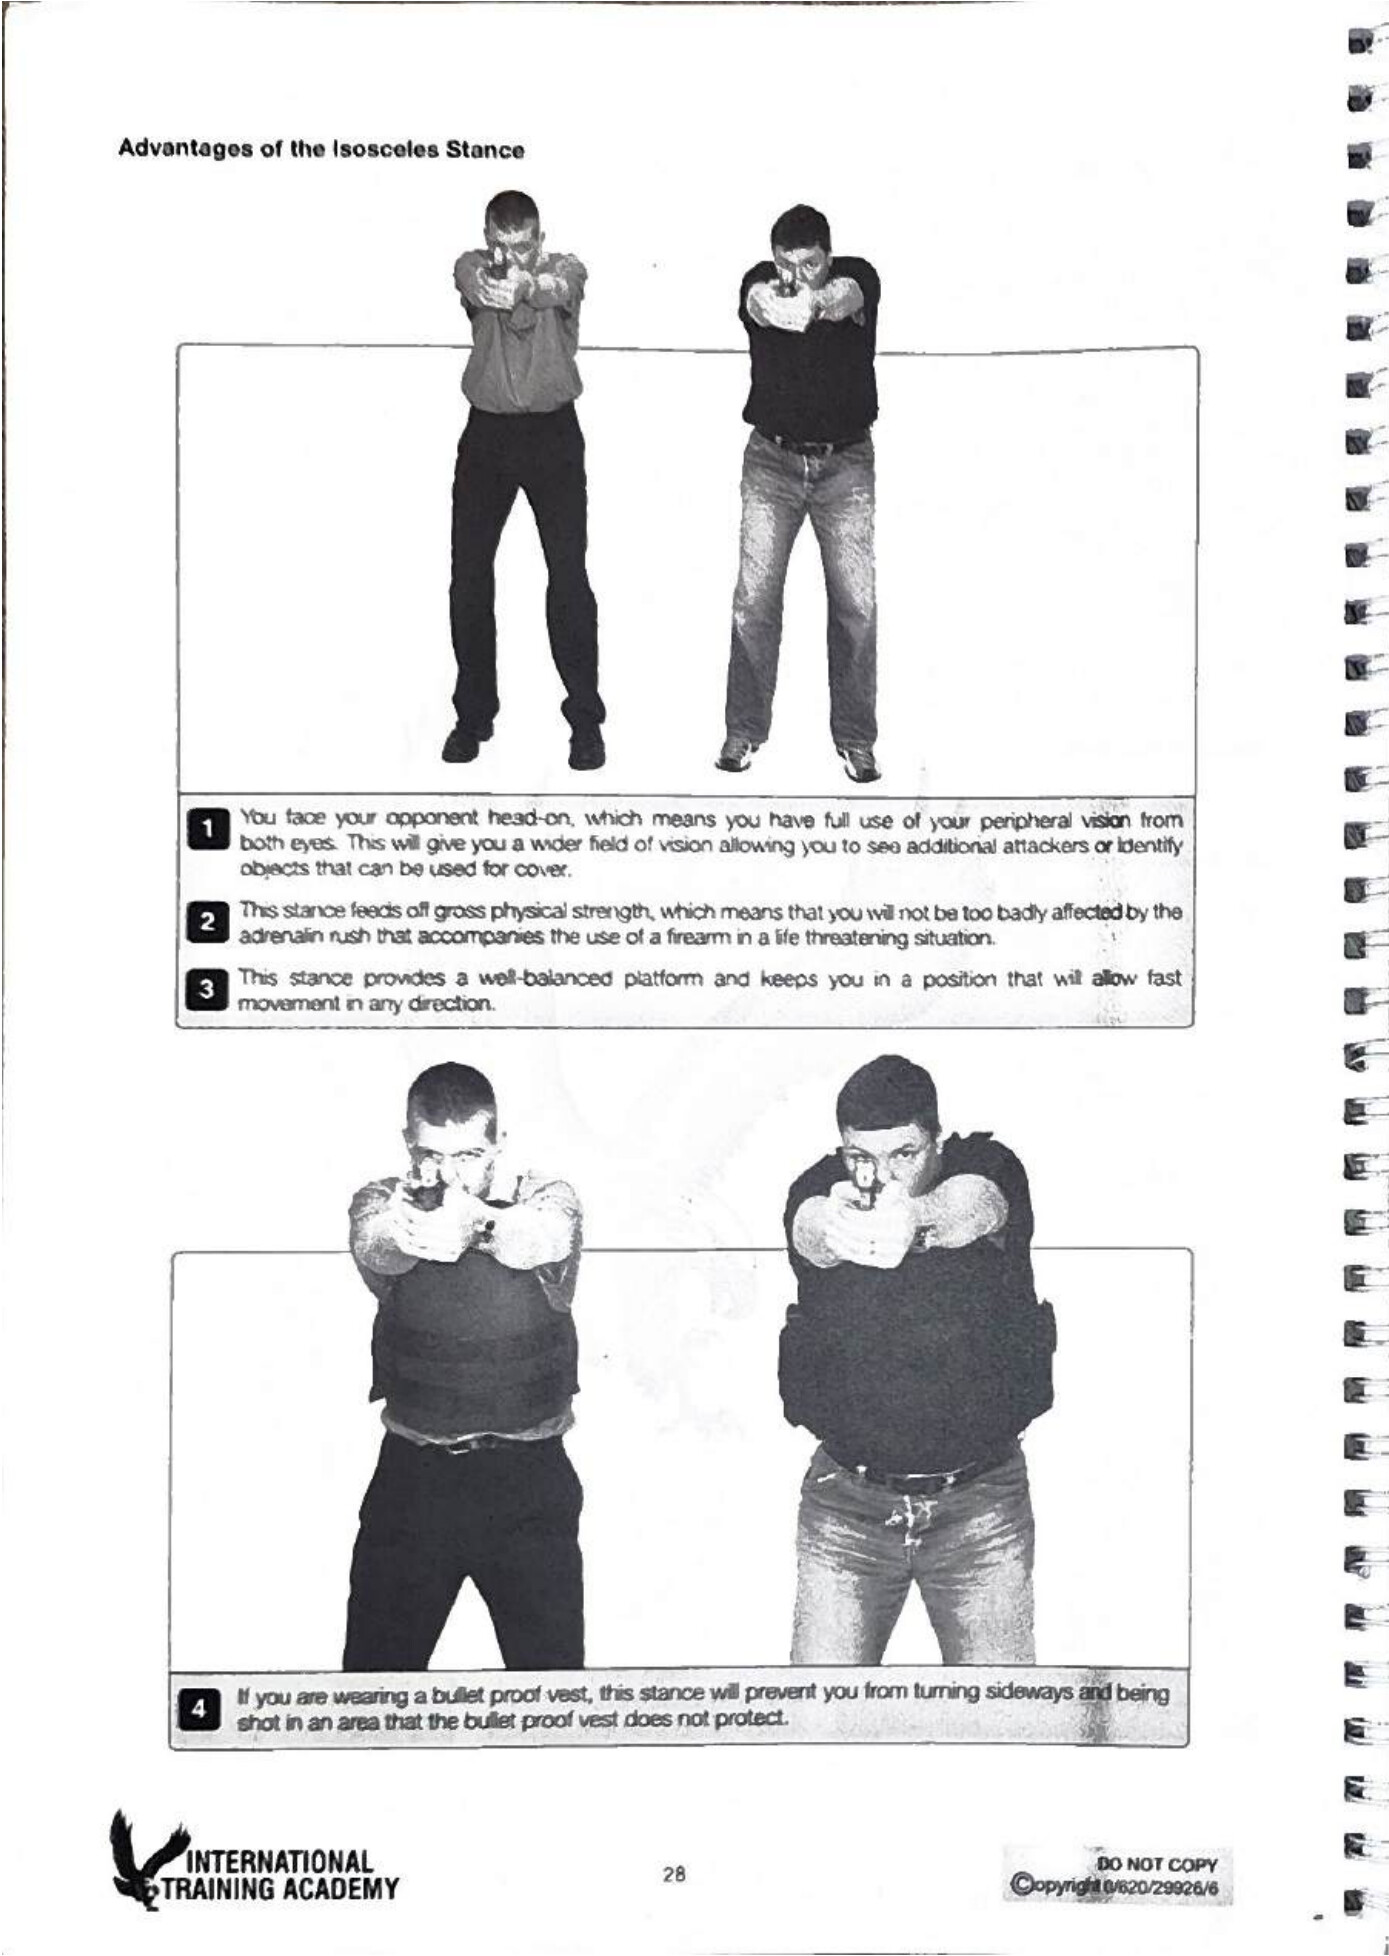 Advantages of the Isosceles Stance
1
You face your opponent head-on, which means you have full use of your peripheral vision from
both eyes. This will give you a wider field of vision allowing you to see additional attackers or identify
objects that can be used for cover.
2
This stance feeds off gross physical strength, which means that you will not be too badly affected by the
adrenalin rush that accompanies the use of a firearm in a life threatening situation.
3
This stance provides a well-balanced platform and keeps you in a position that will allow fast
movement in any direction.
4
If you are wearing a bullet proof vest, this stance will prevent you from turning sideways and being
shot in an area that the bullet proof vest does not protect.
INTERNATIONAL
TRAINING ACADEMY
28
DO NOT COPY
©opyright 0/620/29926/6